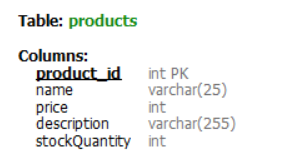 Table: products
Columns:
product_id int PK
name varchar(25)
price int
description varchar(255)
stockQuantity int